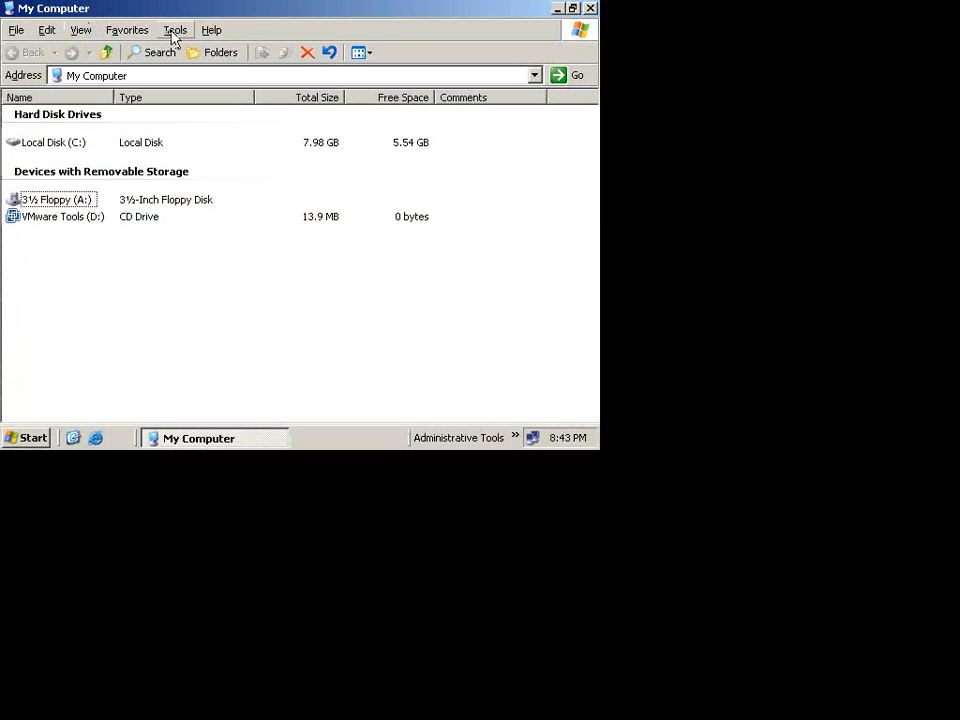 My Computer
File Edit View Favorites Tools Help
Back Search Folders
Address My Computer Go
Name Type Total Size Free Space Comments
Hard Disk Drives
Local Disk (C:) Local Disk 7.98 GB 5.54 GB
Devices with Removable Storage
3½ Floppy (A:) 3½-Inch Floppy Disk
VMware Tools (D:) CD Drive 13.9 MB 0 bytes
Start My Computer Administrative Tools » 8:43 PM